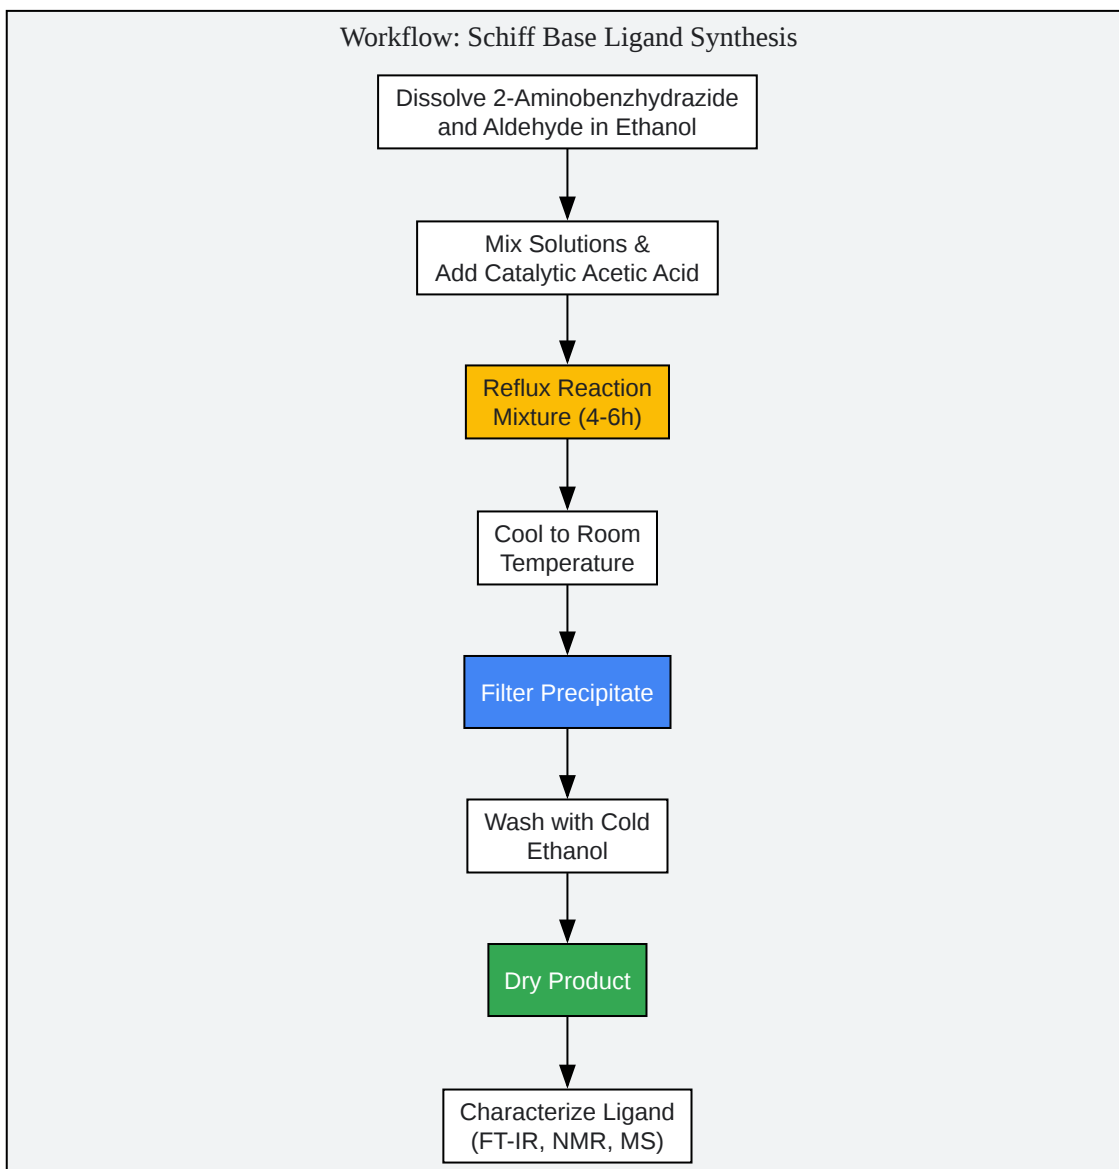 Workflow: Schiff Base Ligand Synthesis
Dissolve 2-Aminobenzhydrazide
and Aldehyde in Ethanol
Mix Solutions &
Add Catalytic Acetic Acid
Reflux Reaction
Mixture (4-6h)
Cool to Room
Temperature
Filter Precipitate
Wash with Cold
Ethanol
Dry Product
Characterize Ligand
(FT-IR, NMR, MS)